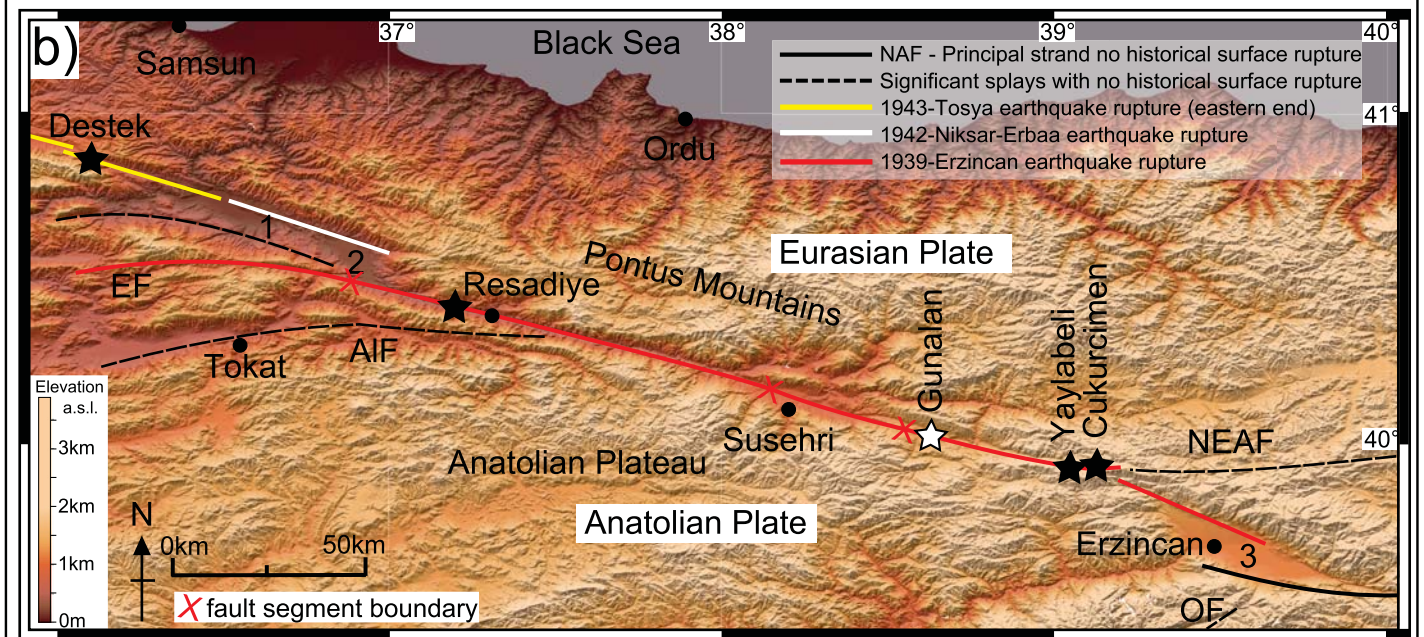 b)
37°
38°
39°
40°
Samsun
Black Sea
NAF - Principal strand no historical surface rupture
Significant splays with no historical surface rupture
1943-Tosya earthquake rupture (eastern end)
1942-Niksar-Erbaa earthquake rupture
1939-Erzincan earthquake rupture
41°
Destek
Ordu
1
2
EF
Resadiye
Pontus Mountains
Eurasian Plate
Gunalan
Yaylabeli
Cukurcimen
Tokat
AIF
Susehri
NEAF
40°
Anatolian Plateau
Anatolian Plate
Elevation
a.s.l.
3km
2km
1km
0m
N
0km
50km
X fault segment boundary
Erzincan
3
OF